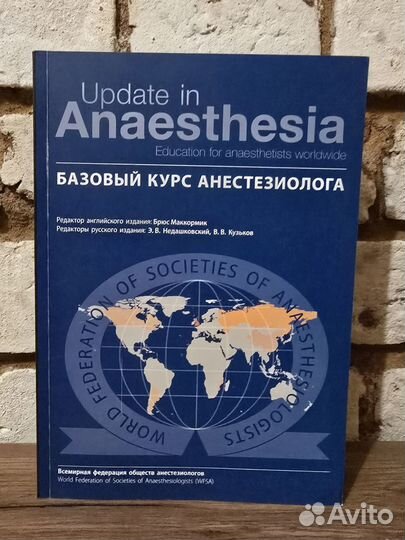 Update in
Anaesthesia
Education for anaesthetists worldwide
БАЗОВЫЙ КУРС АНЕСТЕЗИОЛОГА
Редактор английского издания: Брюс Маккормик
Редакторы русского издания: Э. В. Недашковский, В. В. Кузьков
WORLD FEDERATION OF SOCIETIES OF ANAESTHESIOLOGISTS
Всемирная федерация обществ анестезиологов
World Federation of Societies of Anaesthesiologists (WFSA)
Avito